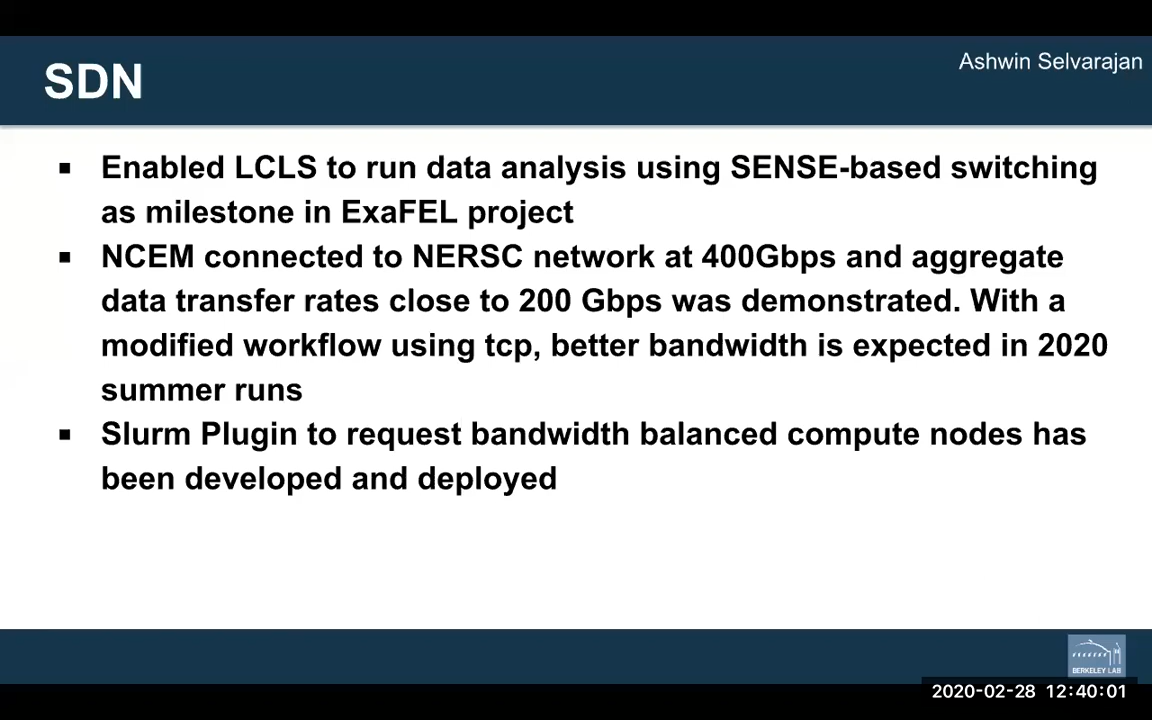 Ashwin Selvarajan
SDN
▪ Enabled LCLS to run data analysis using SENSE-based switching
as milestone in ExaFEL project
▪ NCEM connected to NERSC network at 400Gbps and aggregate
data transfer rates close to 200 Gbps was demonstrated. With a
modified workflow using tcp, better bandwidth is expected in 2020
summer runs
▪ Slurm Plugin to request bandwidth balanced compute nodes has
been developed and deployed
BERKELEY LAB
2020-02-28 12:40:01